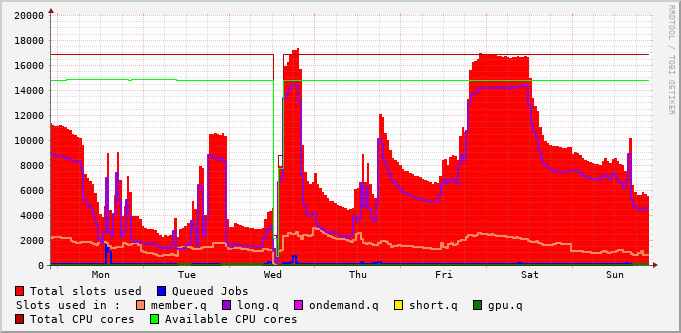 RRDTOOL / TOBI OETIKER
20000
18000
16000
14000
12000
10000
8000
6000
4000
2000
0
Mon Tue Wed Thu Fri Sat Sun
Total slots used Queued Jobs
Slots used in : member.q long.q ondemand.q short.q gpu.q
Total CPU cores Available CPU cores